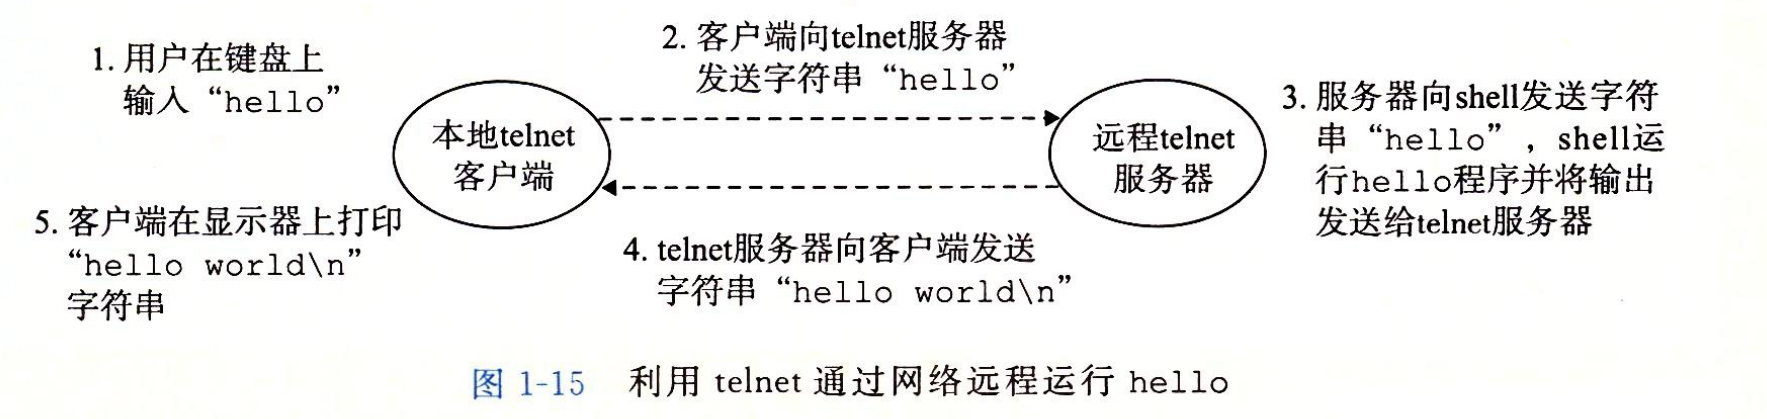 1. 用户在键盘上
输入“hello”
2. 客户端向telnet服务器
发送字符串“hello”
本地telnet
客户端
远程telnet
服务器
3. 服务器向shell发送字符
串“hello”，shell运
行hello程序并将输出
发送给telnet服务器
4. telnet服务器向客户端发送
字符串“hello world\n”
5. 客户端在显示器上打印
“hello world\n”
字符串
图 1-15 利用 telnet 通过网络远程运行 hello